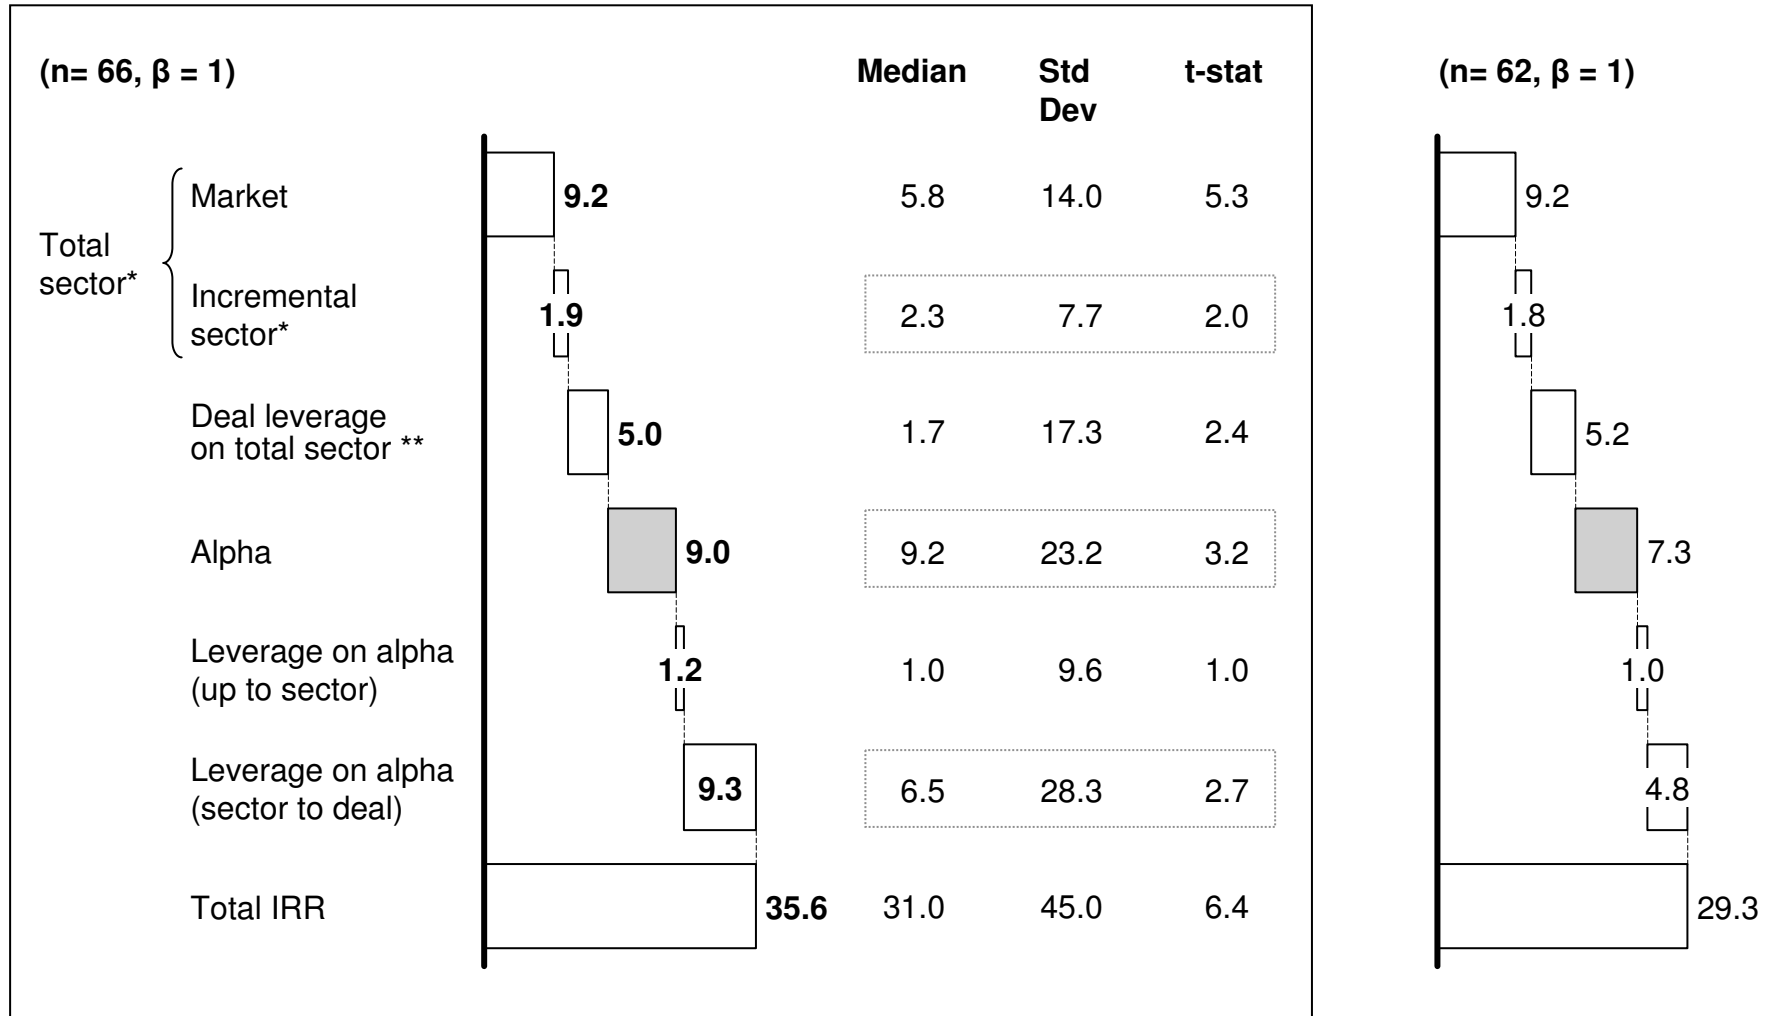 (n= 66, β = 1) Median Std t-stat (n= 62, β = 1)
Dev
Market 9.2 5.8 14.0 5.3 9.2
Total
sector*
Incremental
sector* 1.9 2.3 7.7 2.0 1.8
Deal leverage
on total sector ** 5.0 1.7 17.3 2.4 5.2
Alpha 9.0 9.2 23.2 3.2 7.3
Leverage on alpha
(up to sector) 1.2 1.0 9.6 1.0 1.0
Leverage on alpha
(sector to deal) 9.3 6.5 28.3 2.7 4.8
Total IRR 35.6 31.0 45.0 6.4 29.3